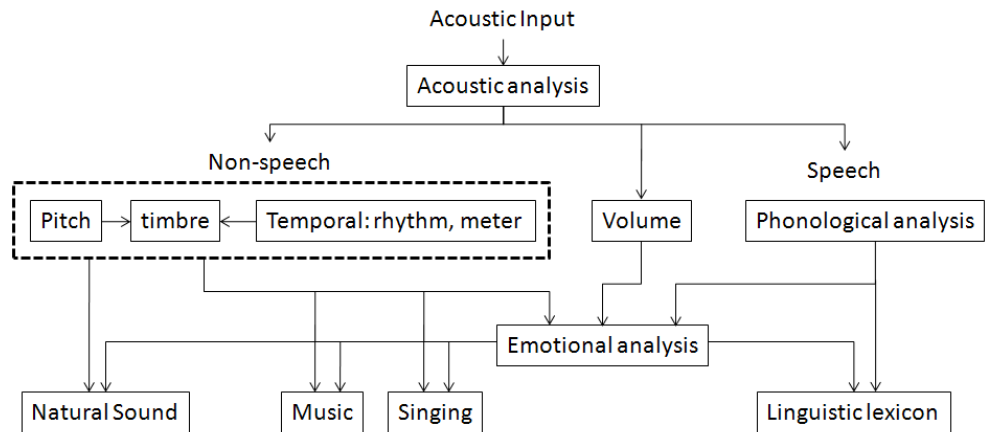 Acoustic Input
Acoustic analysis
Non-speech
Speech
Pitch
timbre
Temporal: rhythm, meter
Volume
Phonological analysis
Emotional analysis
Natural Sound
Music
Singing
Linguistic lexicon